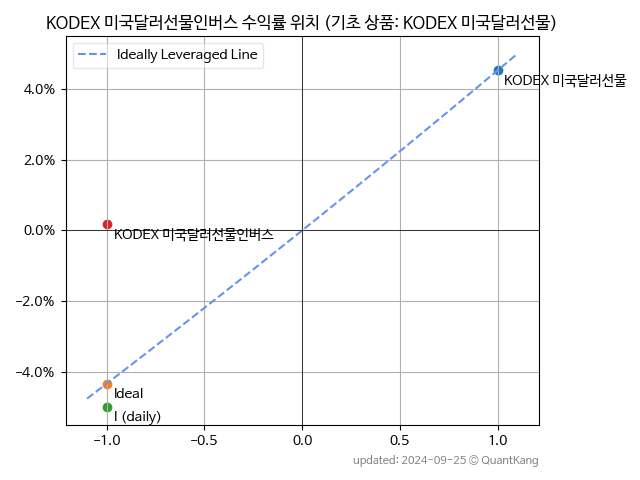 KODEX 미국달러선물인버스 수익률 위치 (기초 상품: KODEX 미국달러선물)
Ideally Leveraged Line
4.0%
KODEX 미국달러선물
2.0%
0.0%
KODEX 미국달러선물인버스
−2.0%
−4.0%
Ideal
I (daily)
−1.0
−0.5
0.0
0.5
1.0
updated: 2024-09-25 © QuantKang